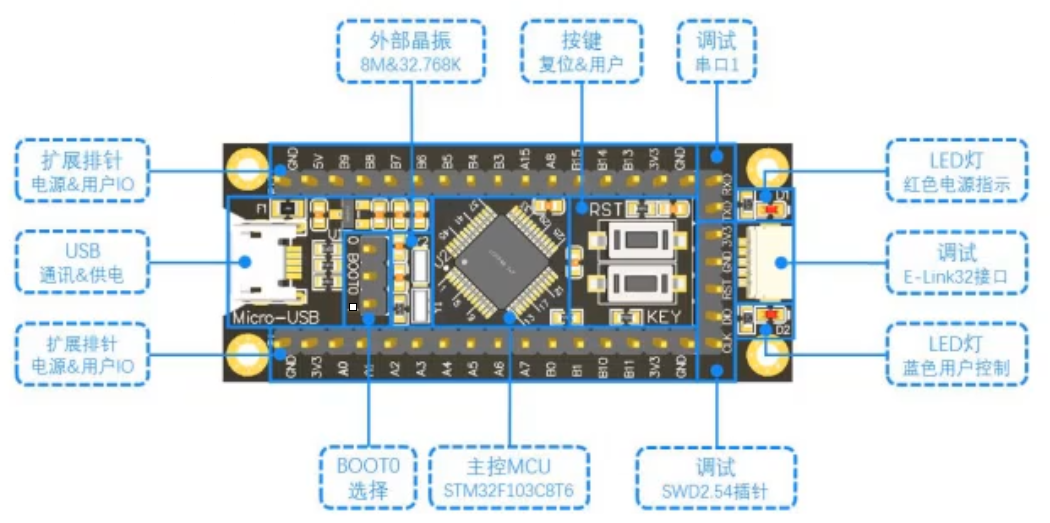 外部晶振
8M&32.768K
按键
复位&用户
调试
串口1
扩展排针
电源&用户IO
LED灯
红色电源指示
USB
通讯&供电
调试
E-Link32接口
扩展排针
电源&用户IO
LED灯
蓝色用户控制
BOOT0
选择
主控MCU
STM32F103C8T6
调试
SWD2.54插针
GND 5V B9 B8 B7 B6 B5 B4 B3 A15 A8 B15 B14 B13 3V3 GND
RXD
TXD
3V3
GND
RST
DIO
CLK
F1
RST
D1
0 BOOT0
U2
Y1
Micro-USB
KEY
D2
GND 3V3 A0 A1 A2 A3 A4 A5 A6 A7 B0 B1 B10 B11 3V3 GND